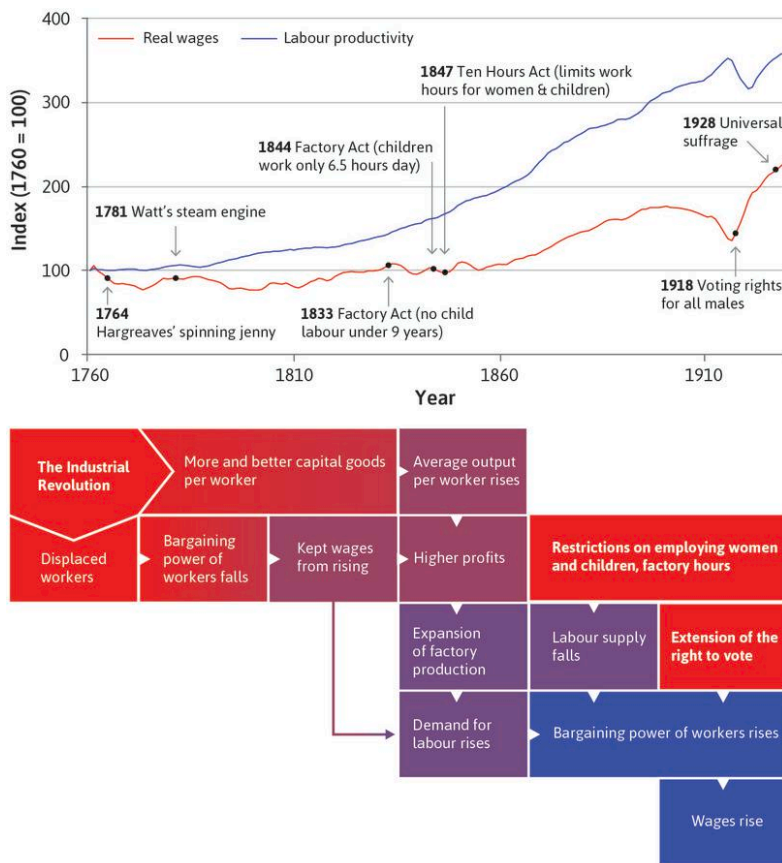 400
Real wages
Labour productivity
1847 Ten Hours Act (limits work
hours for women & children)
300
1844 Factory Act (children
work only 6.5 hours day)
1928 Universal
suffrage
Index (1760 = 100)
200
1781 Watt's steam engine
100
1764
Hargreaves' spinning jenny
1833 Factory Act (no child
labour under 9 years)
1918 Voting rights
for all males
0
1760
1810
1860
1910
Year
The Industrial
Revolution
More and better capital goods
per worker
Average output
per worker rises
Displaced
workers
Bargaining
power of
workers falls
Kept wages
from rising
Higher profits
Restrictions on employing women
and children, factory hours
Expansion
of factory
production
Labour supply
falls
Extension of the
right to vote
Demand for
labour rises
Bargaining power of workers rises
Wages rise